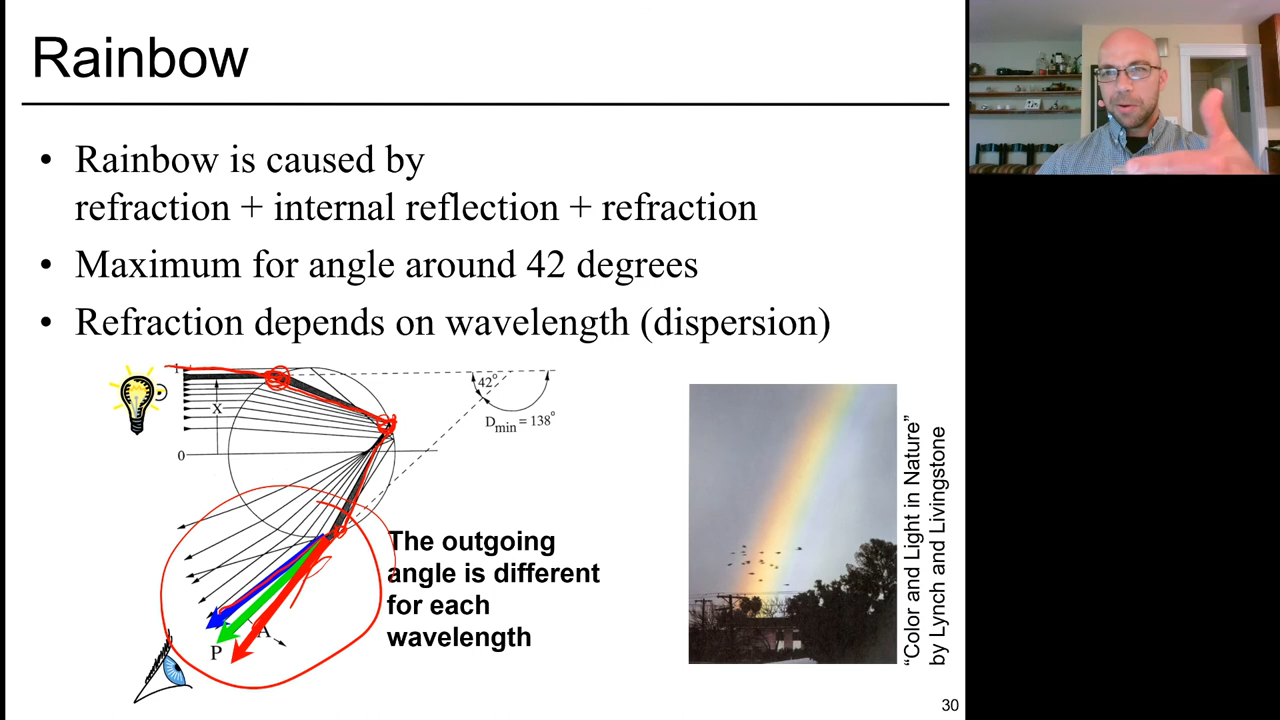 Rainbow
• Rainbow is caused by
refraction + internal reflection + refraction
• Maximum for angle around 42 degrees
• Refraction depends on wavelength (dispersion)
1
X
0
42°
Dmin = 138°
A
P
The outgoing
angle is different
for each
wavelength
“Color and Light in Nature”
by Lynch and Livingstone
30